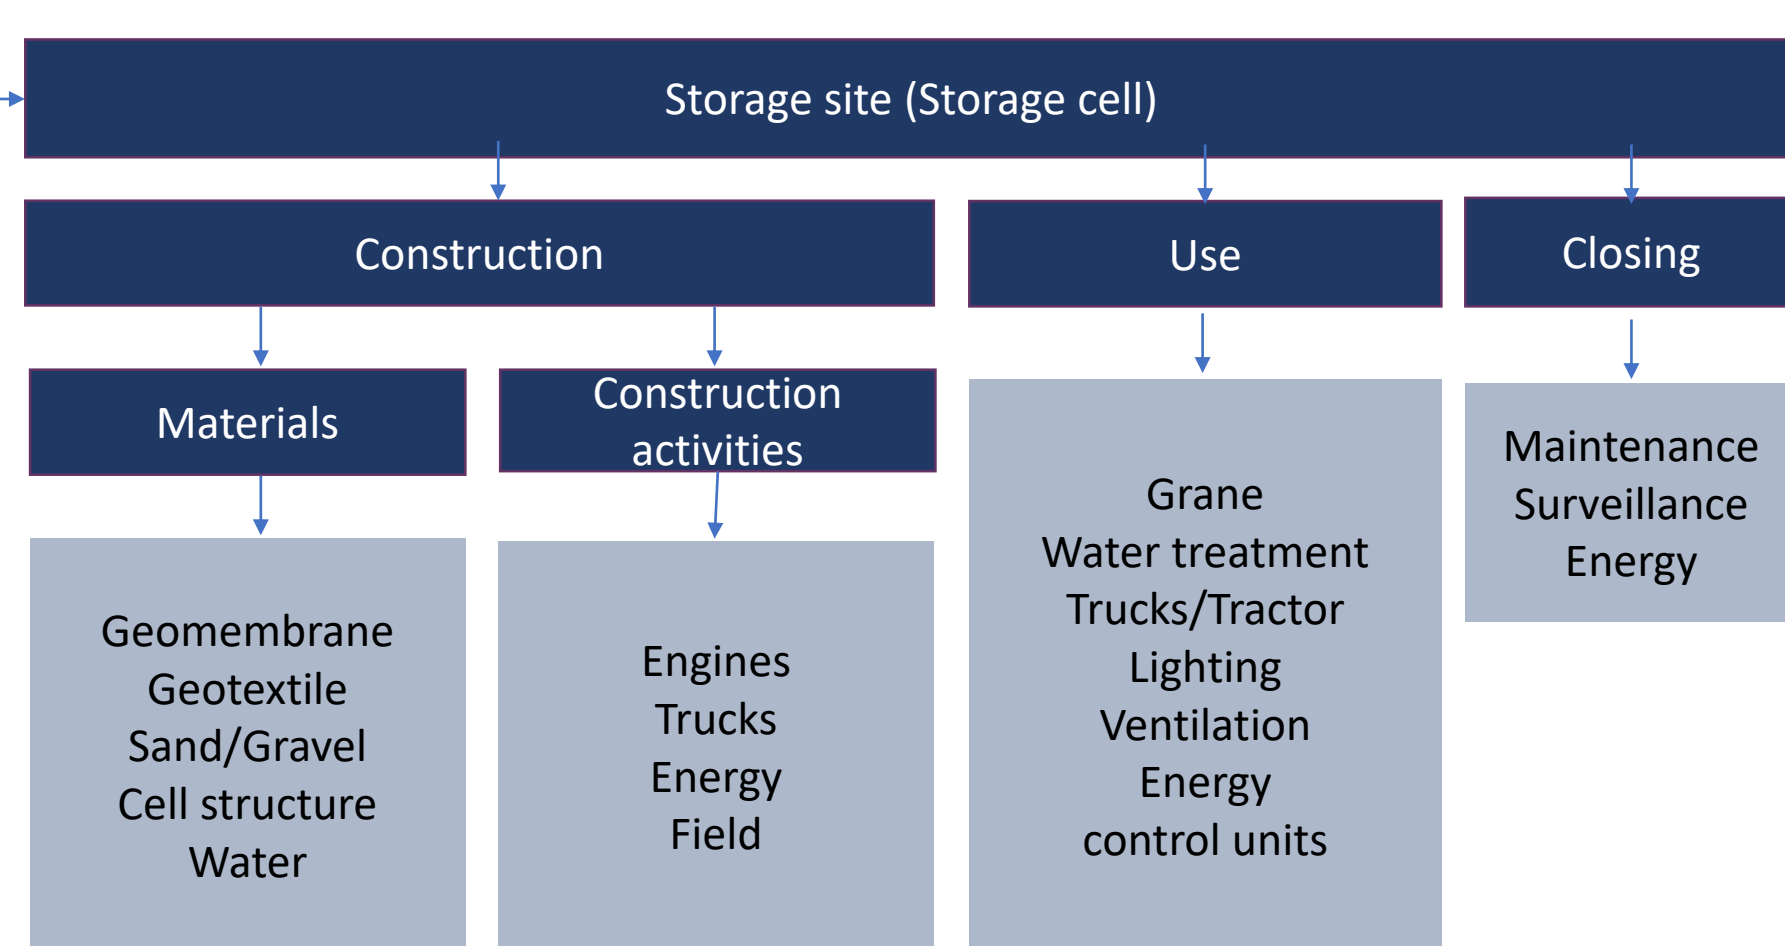 Storage site (Storage cell)
Construction
Use
Closing
Materials
Construction
activities
Geomembrane
Geotextile
Sand/Gravel
Cell structure
Water
Engines
Trucks
Energy
Field
Grane
Water treatment
Trucks/Tractor
Lighting
Ventilation
Energy
control units
Maintenance
Surveillance
Energy